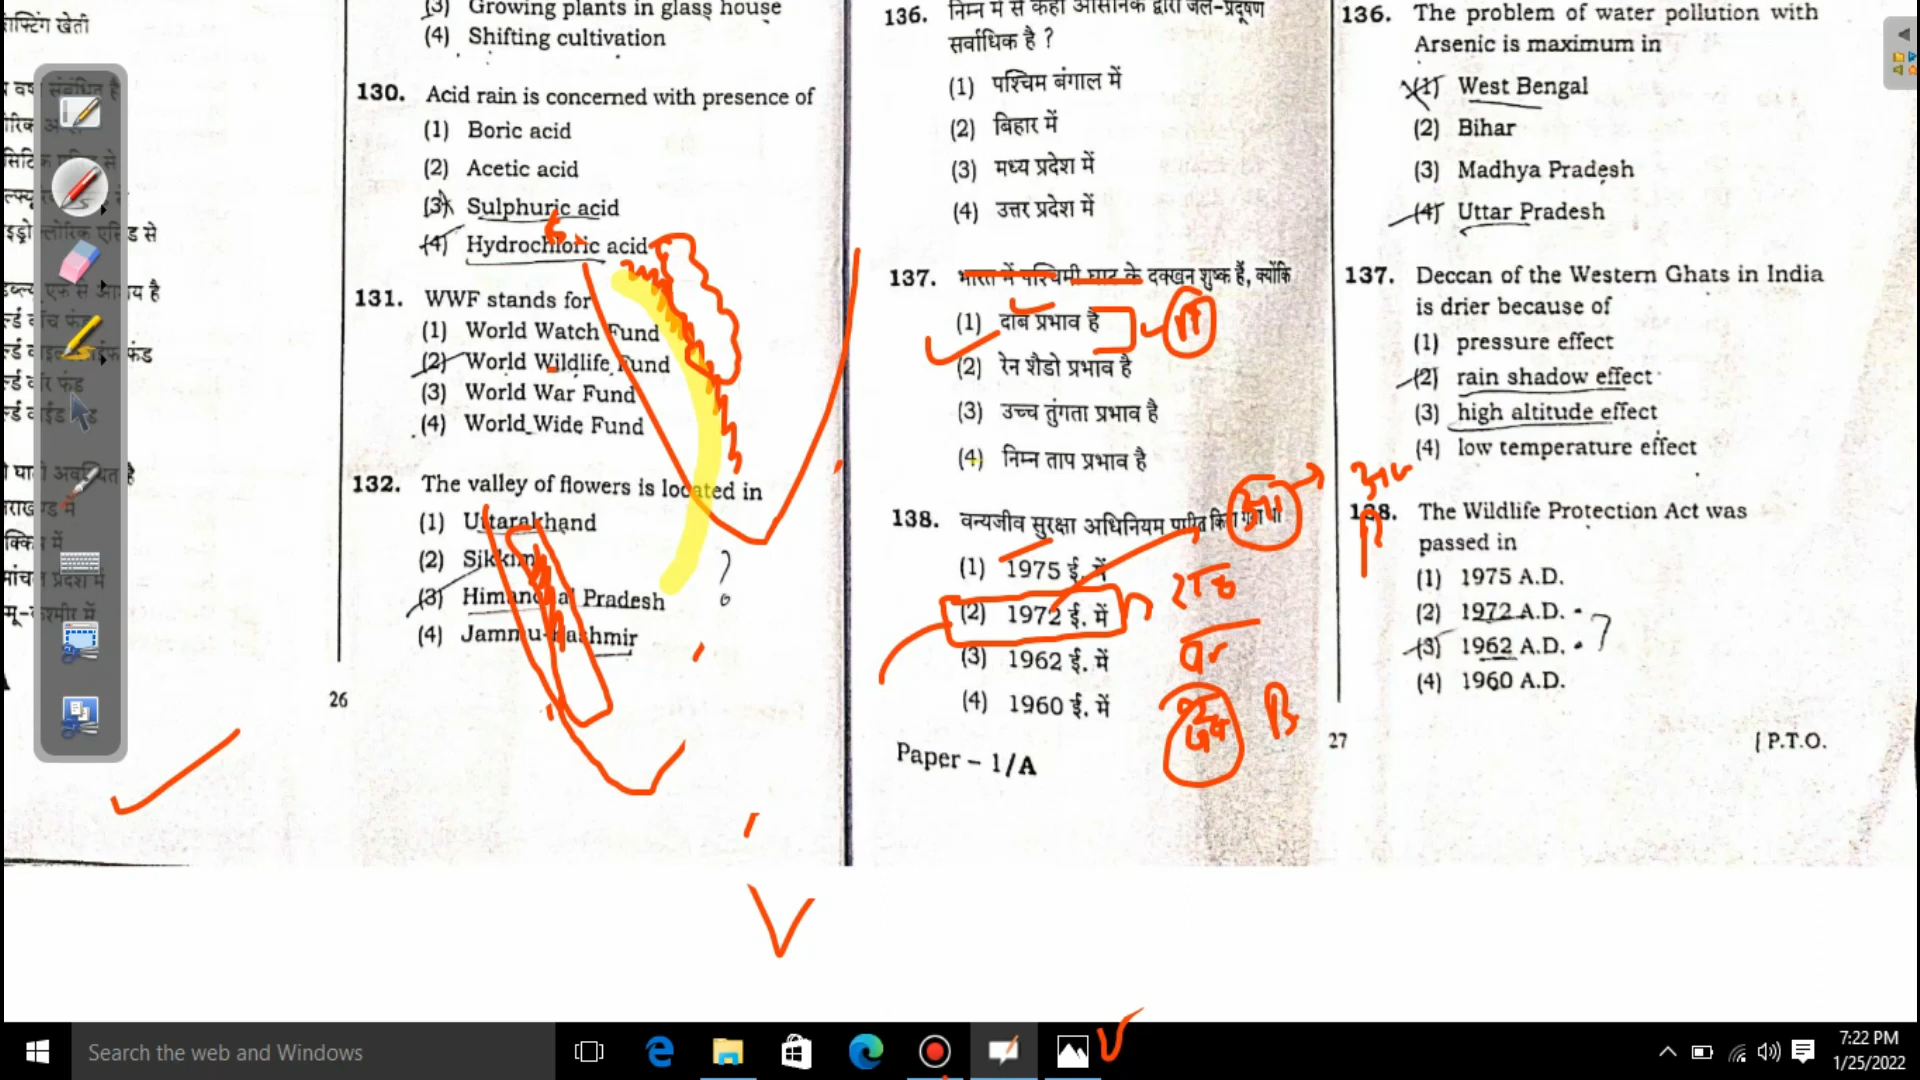 ाफ्टिंग खेती
(3) Growing plants in glass house
(4) Shifting cultivation
130. Acid rain is concerned with presence of
(1) Boric acid
(2) Acetic acid
(3) Sulphuric acid
(4) Hydrochloric acid
131. WWF stands for
(1) World Watch Fund
(2) World Wildlife Fund
(3) World War Fund
(4) World Wide Fund
132. The valley of flowers is located in
(1) Uttarakhand
(2) Sikkim
(3) Himanchal Pradesh
(4) Jammu-Kashmir
26
136. निम्न में से कहाँ आर्सेनिक द्वारा जल-प्रदूषण
सर्वाधिक है ?
(1) पश्चिम बंगाल में
(2) बिहार में
(3) मध्य प्रदेश में
(4) उत्तर प्रदेश में
137. भारत में पश्चिमी घाट के दक्खन शुष्क हैं, क्योंकि
(1) दाब प्रभाव है
(2) रेन शैडो प्रभाव है
(3) उच्च तुंगता प्रभाव है
(4) निम्न ताप प्रभाव है
138. वन्यजीव सुरक्षा अधिनियम पारित किया गया था
(1) 1975 ई. में
(2) 1972 ई. में
(3) 1962 ई. में
(4) 1960 ई. में
Paper – 1/A
136. The problem of water pollution with
Arsenic is maximum in
(1) West Bengal
(2) Bihar
(3) Madhya Pradesh
(4) Uttar Pradesh
137. Deccan of the Western Ghats in India
is drier because of
(1) pressure effect
(2) rain shadow effect
(3) high altitude effect
(4) low temperature effect
138. The Wildlife Protection Act was
passed in
(1) 1975 A.D.
(2) 1972 A.D.
(3) 1962 A.D.
(4) 1960 A.D.
27
[ P.T.O.
Search the web and Windows
7:22 PM
1/25/2022